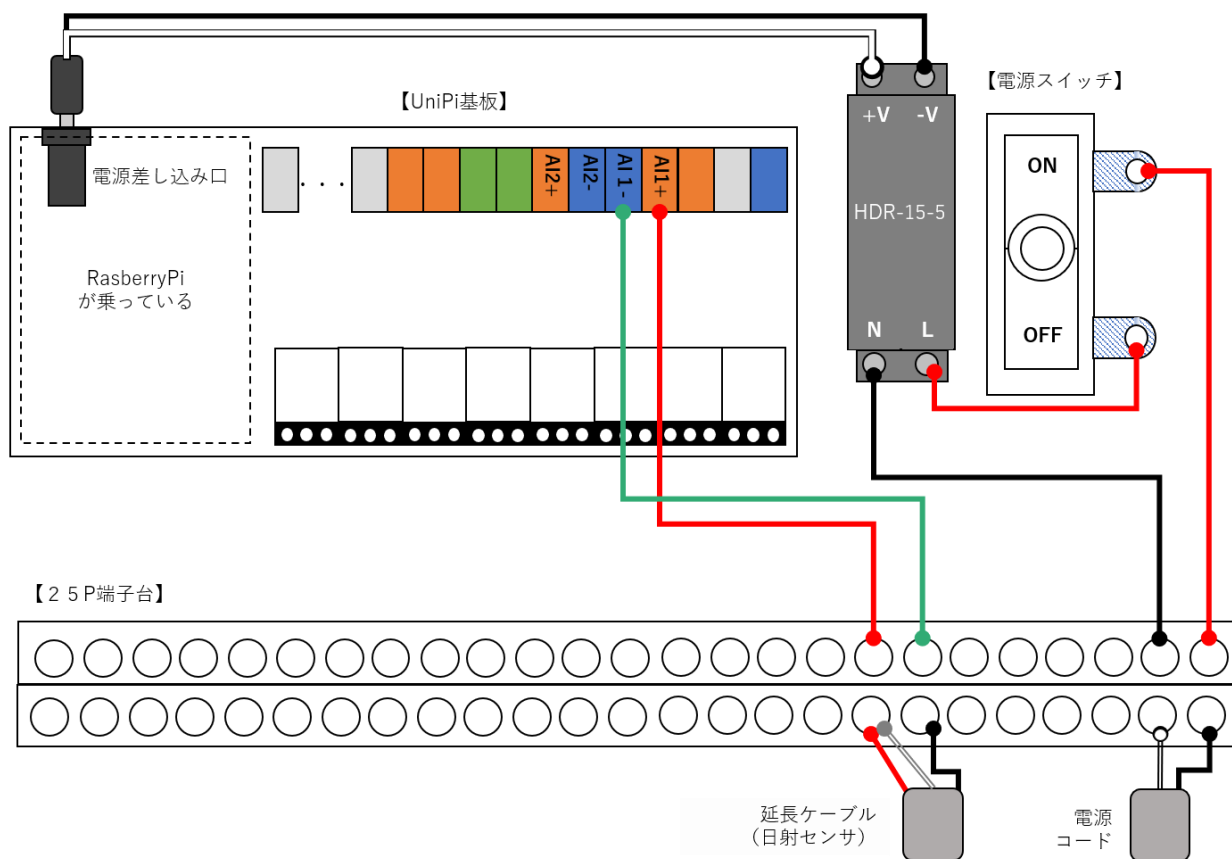 【電源スイッチ】
【UniPi基板】
+V -V
電源差し込み口
. . .
AI2+
AI2-
AI 1 -
AI1+
ON
HDR-15-5
RasberryPi
が乗っている
N L
OFF
【２５P端子台】
延長ケーブル
（日射センサ）
電源
コード